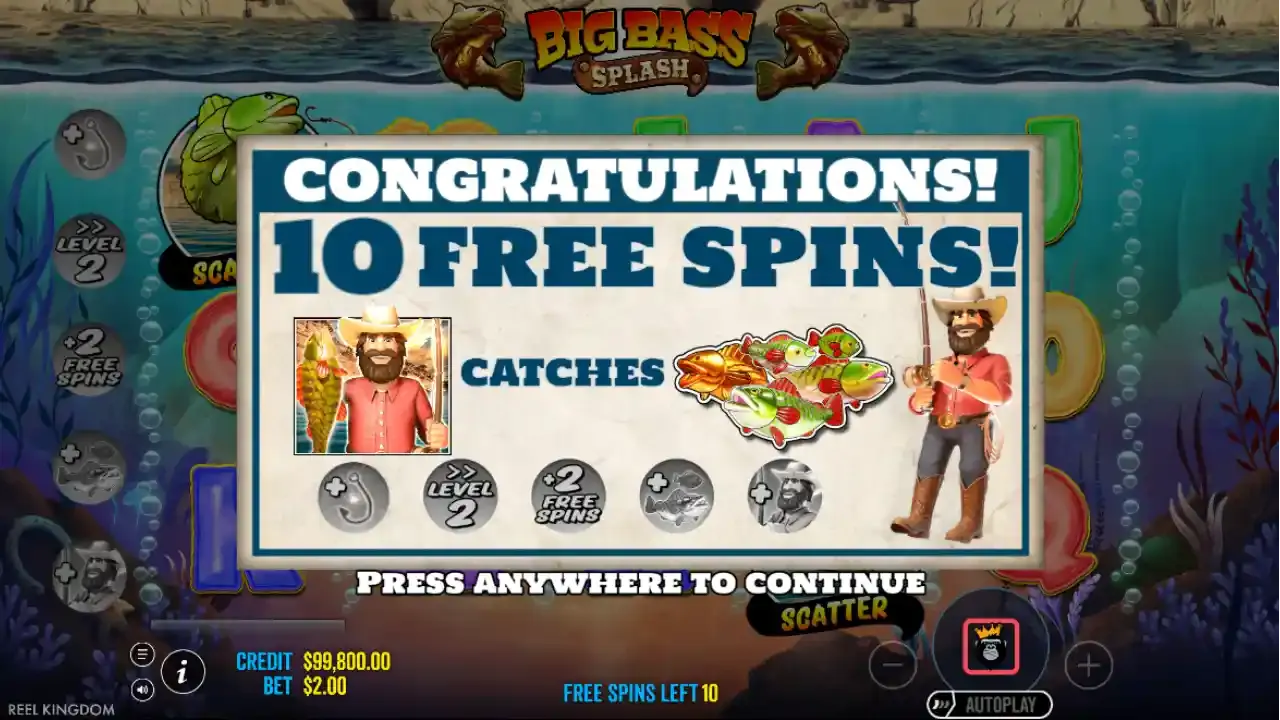 BIG BASS
SPLASH
CONGRATULATIONS!
10 FREE SPINS!
CATCHES
LEVEL
2
+2
FREE
SPINS
LEVEL
2
+2
FREE
SPINS
PRESS ANYWHERE TO CONTINUE
SCATTER
CREDIT $99,800.00
BET $2.00
FREE SPINS LEFT 10
AUTOPLAY
REEL KINGDOM